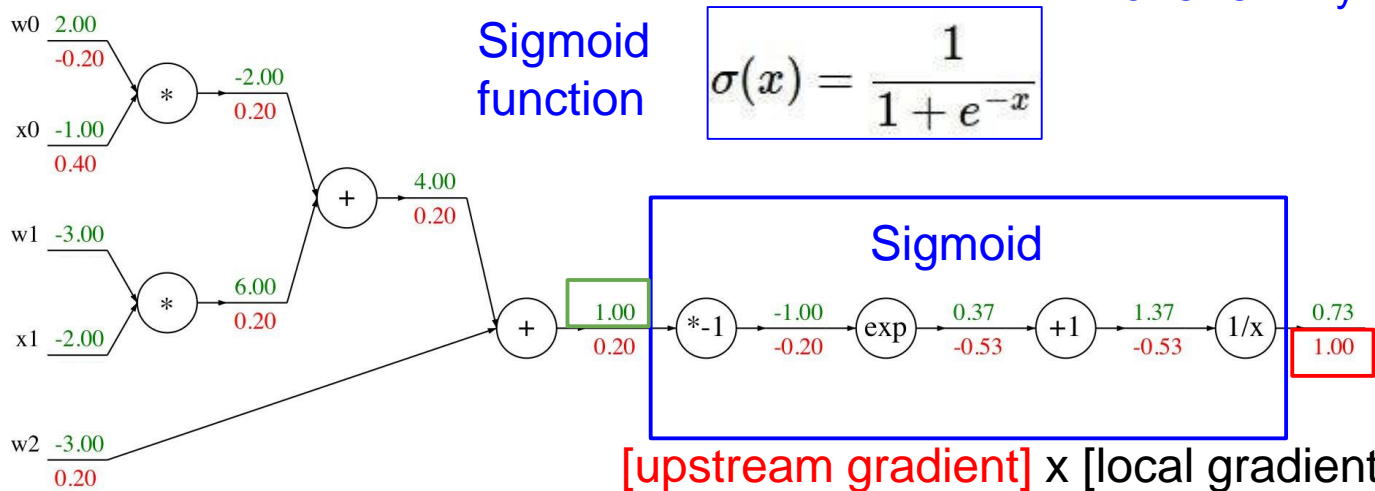 w0 2.00
-0.20
*
-2.00
0.20
x0 -1.00
0.40
Sigmoid
function
σ(x) = 1 / (1 + e^{-x})
+
4.00
0.20
w1 -3.00
*
6.00
0.20
x1 -2.00
Sigmoid
+
1.00
0.20
*-1
-1.00
-0.20
exp
0.37
-0.53
+1
1.37
-0.53
1/x
0.73
1.00
w2 -3.00
0.20
[upstream gradient] x [local gradient